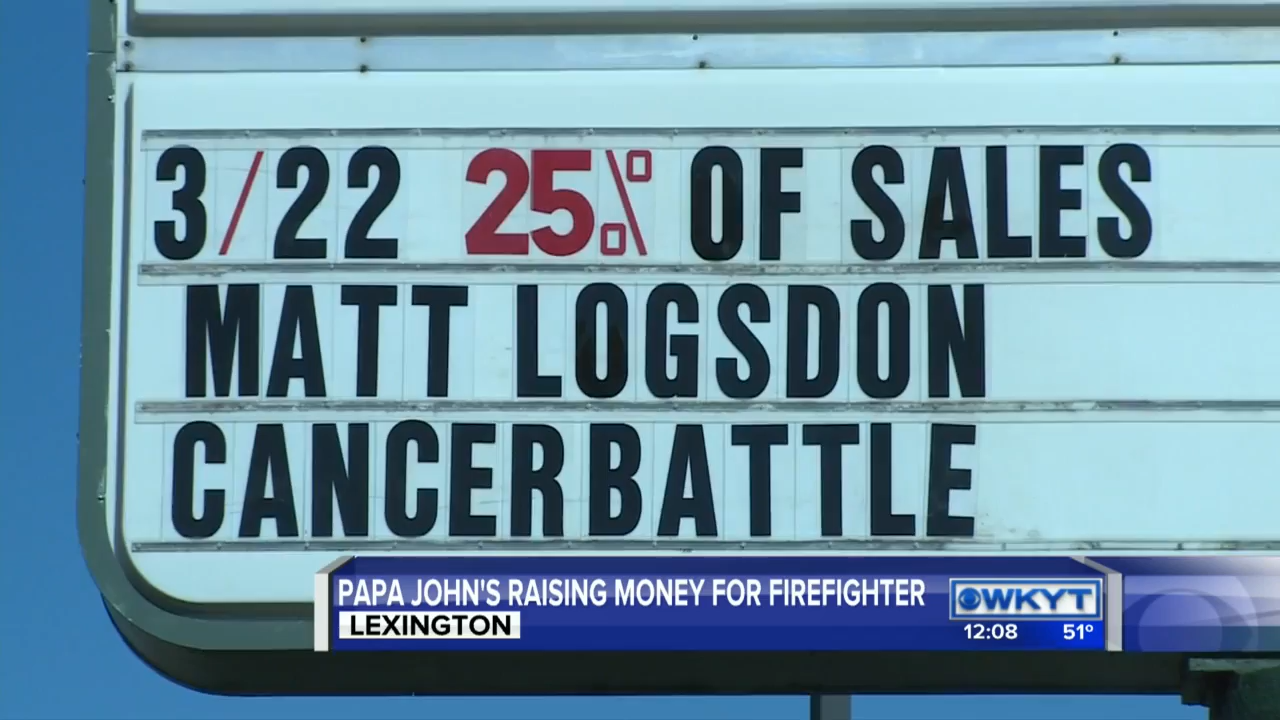 3/22 25% OF SALES
MATT LOGSDON
CANCERBATTLE
PAPA JOHN'S RAISING MONEY FOR FIREFIGHTER
LEXINGTON
WKYT
12:08 51°